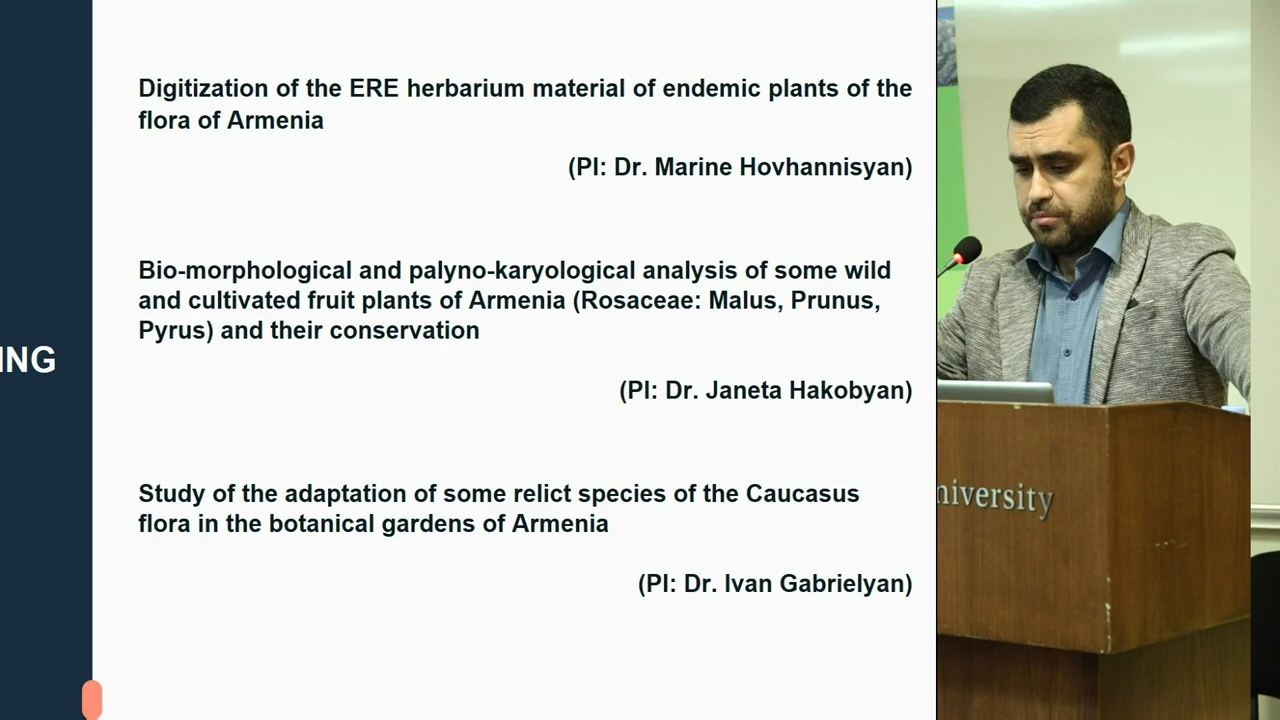 Digitization of the ERE herbarium material of endemic plants of the
flora of Armenia
(PI: Dr. Marine Hovhannisyan)
Bio-morphological and palyno-karyological analysis of some wild
and cultivated fruit plants of Armenia (Rosaceae: Malus, Prunus,
Pyrus) and their conservation
(PI: Dr. Janeta Hakobyan)
Study of the adaptation of some relict species of the Caucasus
flora in the botanical gardens of Armenia
(PI: Dr. Ivan Gabrielyan)
ING
niversity